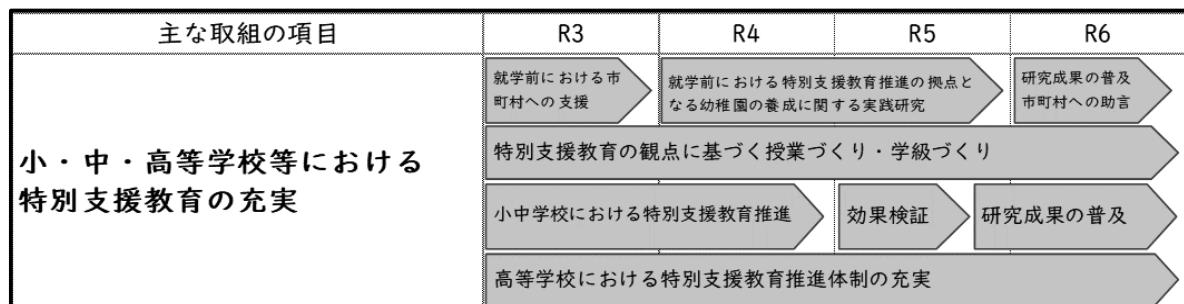 主な取組の項目
R3
R4
R5
R6
小・中・高等学校等における
特別支援教育の充実
就学前における市
町村への支援
就学前における特別支援教育推進の拠点と
なる幼稚園の養成に関する実践研究
研究成果の普及
市町村への助言
特別支援教育の観点に基づく授業づくり・学級づくり
小中学校における特別支援教育推進
効果検証
研究成果の普及
高等学校における特別支援教育推進体制の充実